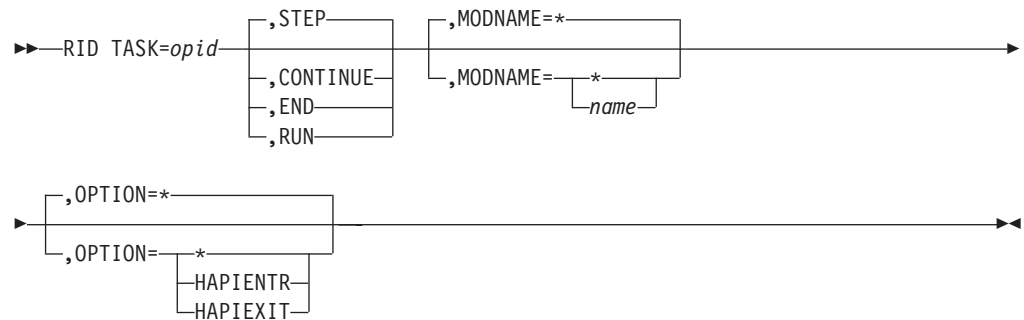 ,STEP ,MODNAME=*
RID TASK=opid
,CONTINUE ,MODNAME= *
,END name
,RUN
,OPTION=*
,OPTION= *
HAPIENTR
HAPIEXIT